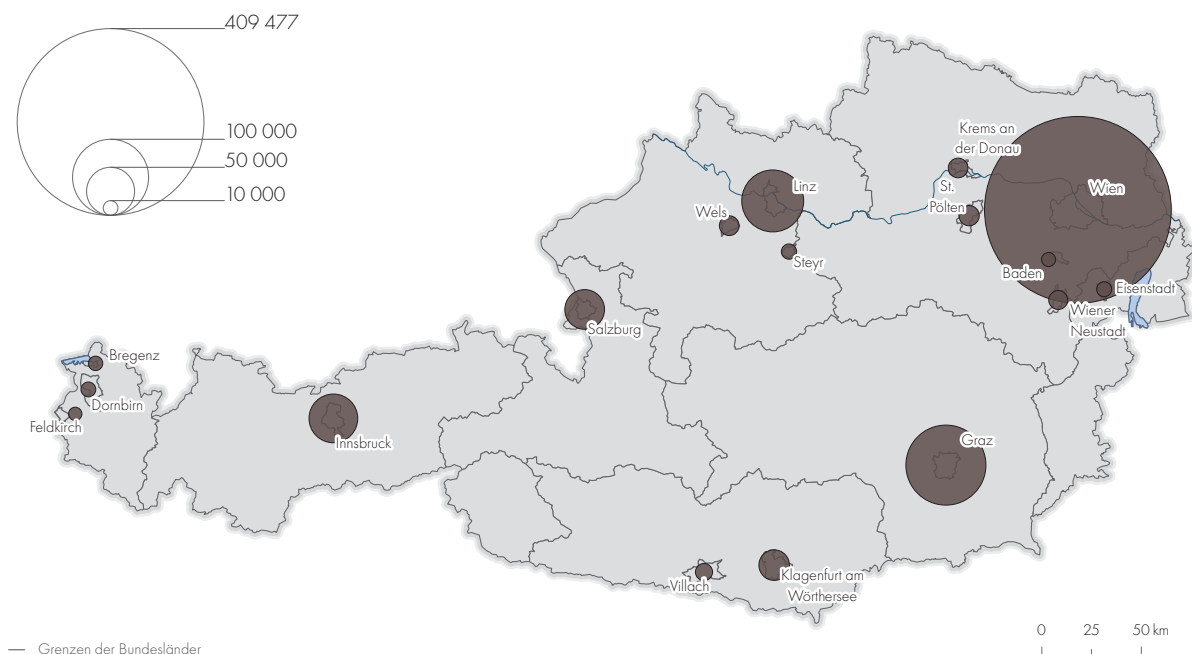 409 477
100 000
50 000
10 000
Krems an
der Donau
Linz
St.
Pölten
Wien
Wels
Steyr
Baden
Eisenstadt
Wiener
Neustadt
Salzburg
Bregenz
Dornbirn
Feldkirch
Innsbruck
Graz
Klagenfurt am
Wörthersee
Villach
0 25 50 km
Grenzen der Bundesländer